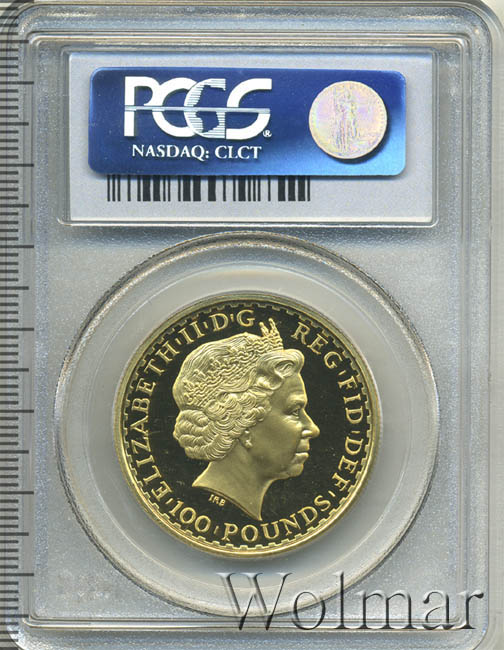 PCGS®
NASDAQ: CLCT
ELIZABETH·II·D·G REG·FID·DEF·
·100·POUNDS·
IRB
Wolmar